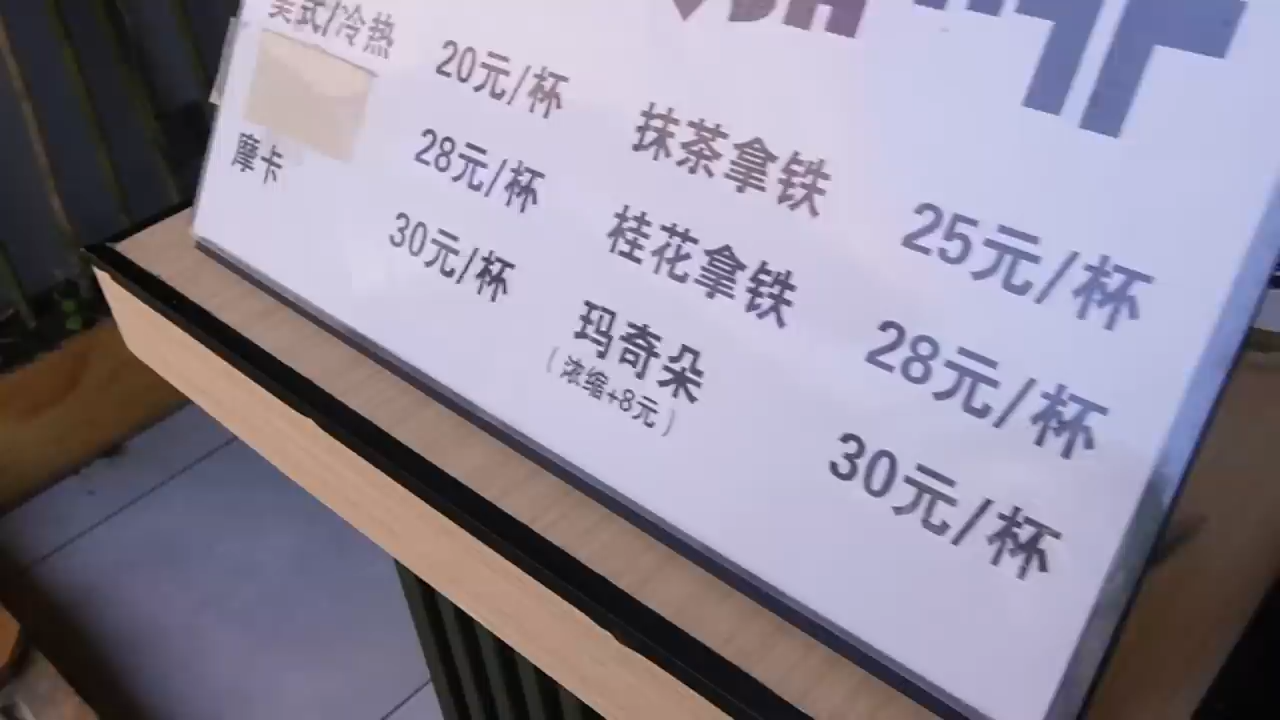 美式/冷热 20元/杯
28元/杯
摩卡 30元/杯
抹茶拿铁 25元/杯
桂花拿铁 28元/杯
玛奇朵 30元/杯
（浓缩+8元）